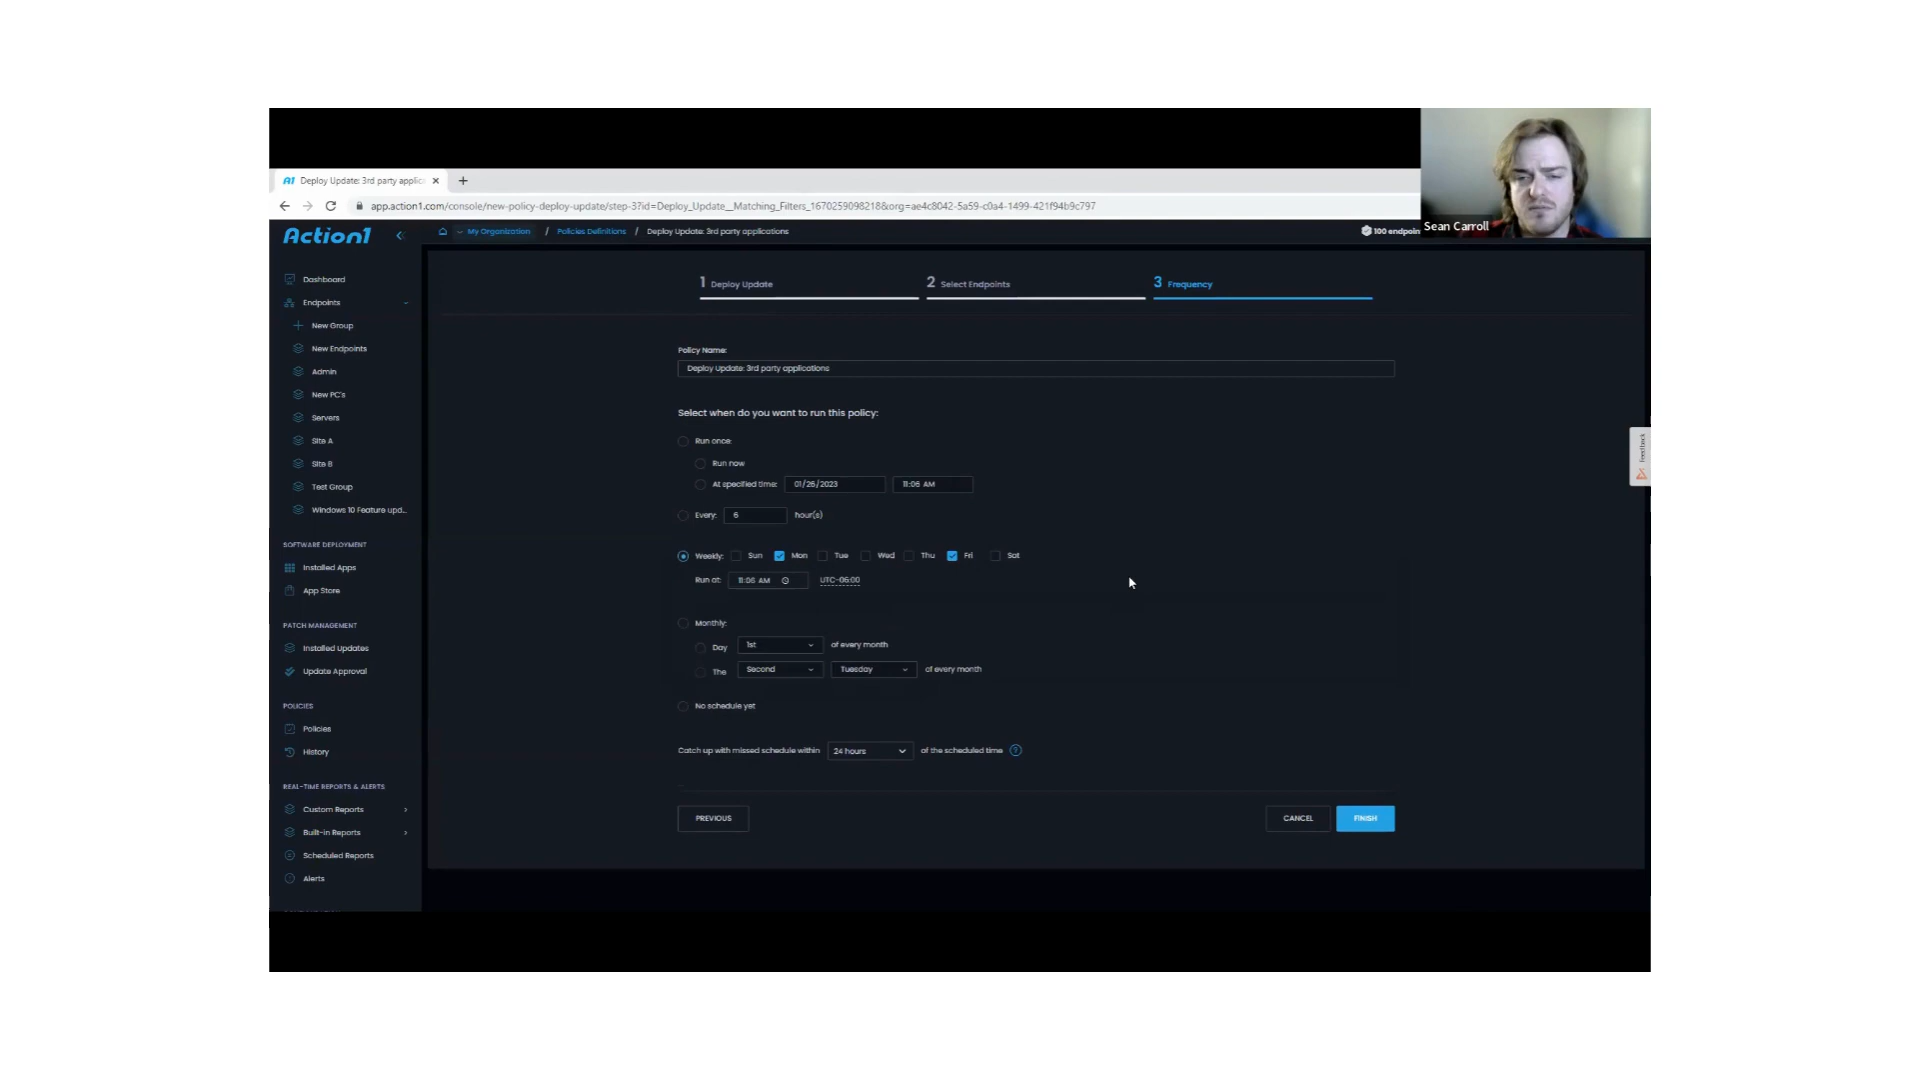 Deploy Update: 3rd party applic
app.action1.com/console/new-policy-deploy-update/step-3?id=Deploy_Update__Matching_Filters_1670259098218&org=ae4c8042-5a59-c0a4-1499-421f94b9c797
Sean Carroll
Action1
My Organization / Policies Definitions / Deploy Update: 3rd party applications
100 endpoin
Dashboard
Endpoints
New Group
New Endpoints
Admin
New PC's
Servers
Site A
Site B
Test Group
Windows 10 Feature upd...
SOFTWARE DEPLOYMENT
Installed Apps
App Store
PATCH MANAGEMENT
Installed Updates
Update Approval
POLICIES
Policies
History
REAL-TIME REPORTS & ALERTS
Custom Reports
Built-in Reports
Scheduled Reports
Alerts
1 Deploy Update
2 Select Endpoints
3 Frequency
Policy Name:
Deploy Update: 3rd party applications
Select when do you want to run this policy:
Run once:
Run now
At specified time: 01/26/2023 11:06 AM
Every: 6 hour(s)
Weekly: Sun Mon Tue Wed Thu Fri Sat
Run at: 11:06 AM UTC-06:00
Monthly:
Day 1st of every month
The Second Tuesday of every month
No schedule yet
Catch up with missed schedule within 24 hours of the scheduled time ?
PREVIOUS
CANCEL
FINISH
Feedback